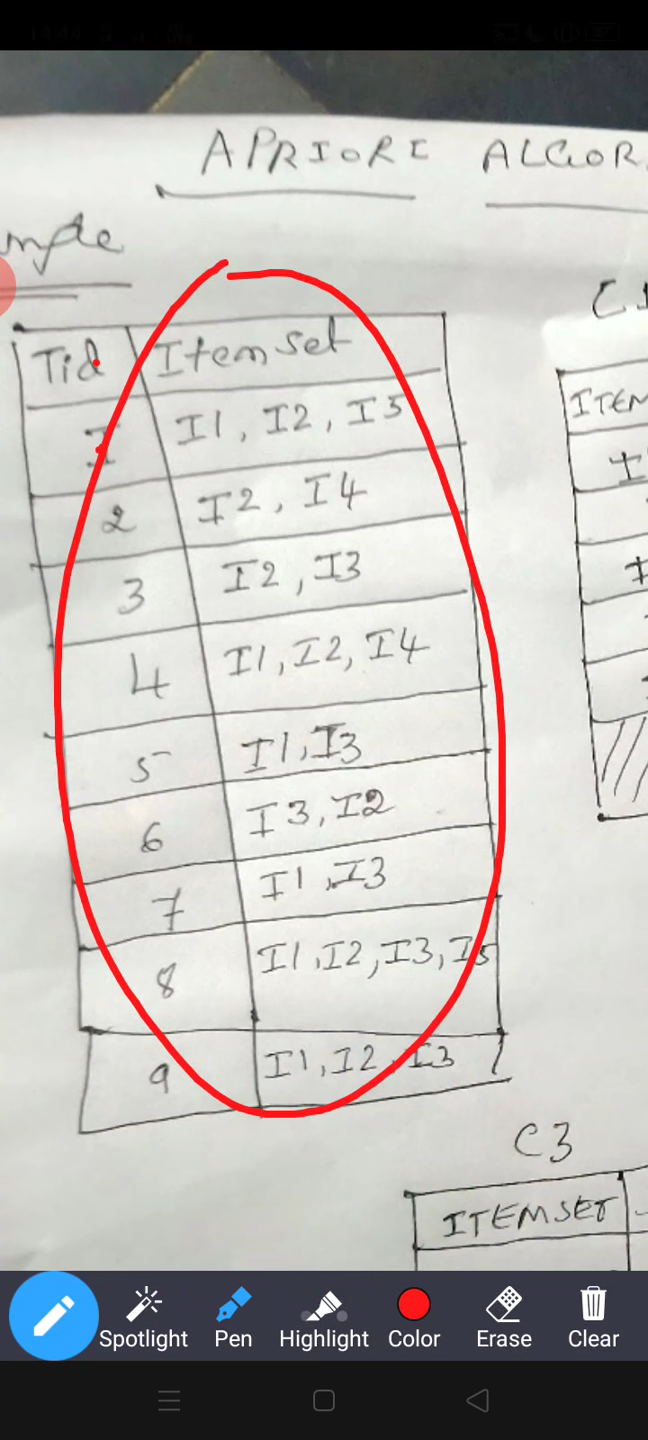 APRIORI ALGOR
Tid Itemset
I I1, I2, I5
2 I2, I4
3 I2, I3
4 I1, I2, I4
5 I1, I3
6 I3, I2
7 I1, I3
8 I1, I2, I3, I5
9 I1, I2, I3
C1
ITEM
C3
ITEMSET
Spotlight Pen Highlight Color Erase Clear